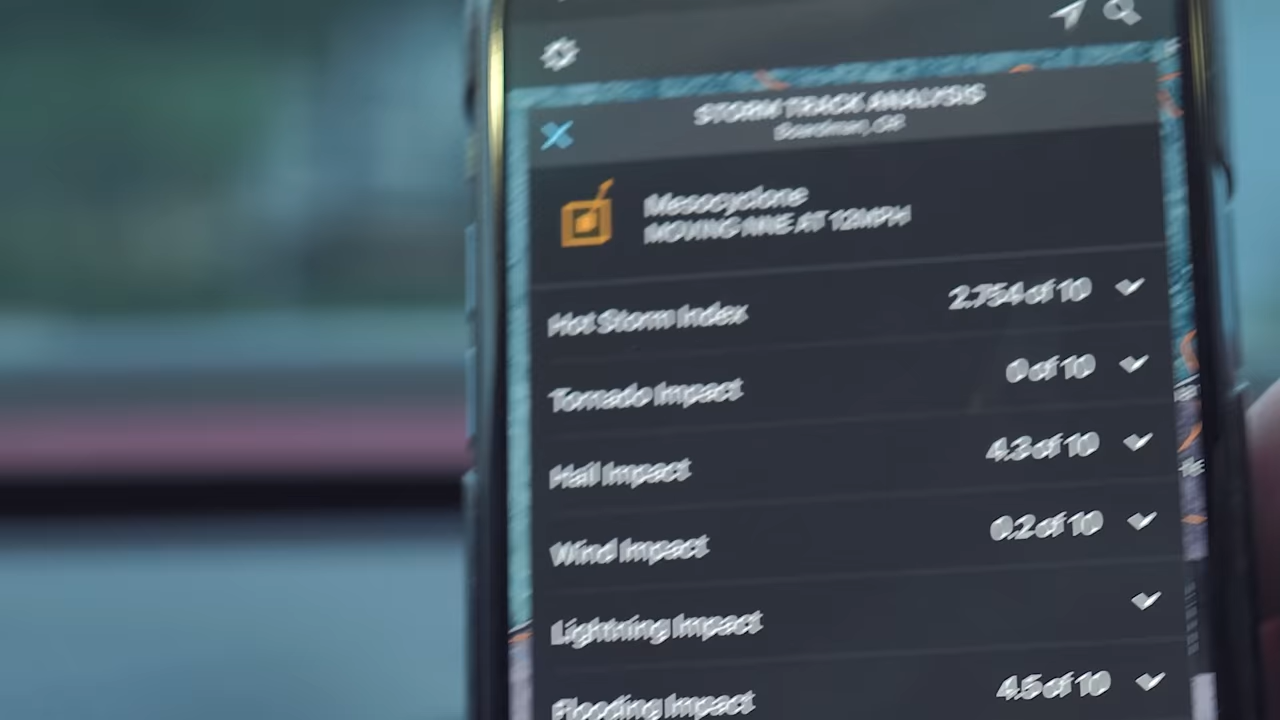 STORM TRACK ANALYSIS
Boardman, OR
Mesocyclone
MOVING NNE AT 12MPH
Hot Storm Index
2.754 of 10
Tornado Impact
0 of 10
Hail Impact
4.3 of 10
Wind Impact
0.2 of 10
Lightning Impact
Flooding Impact
4.5 of 10